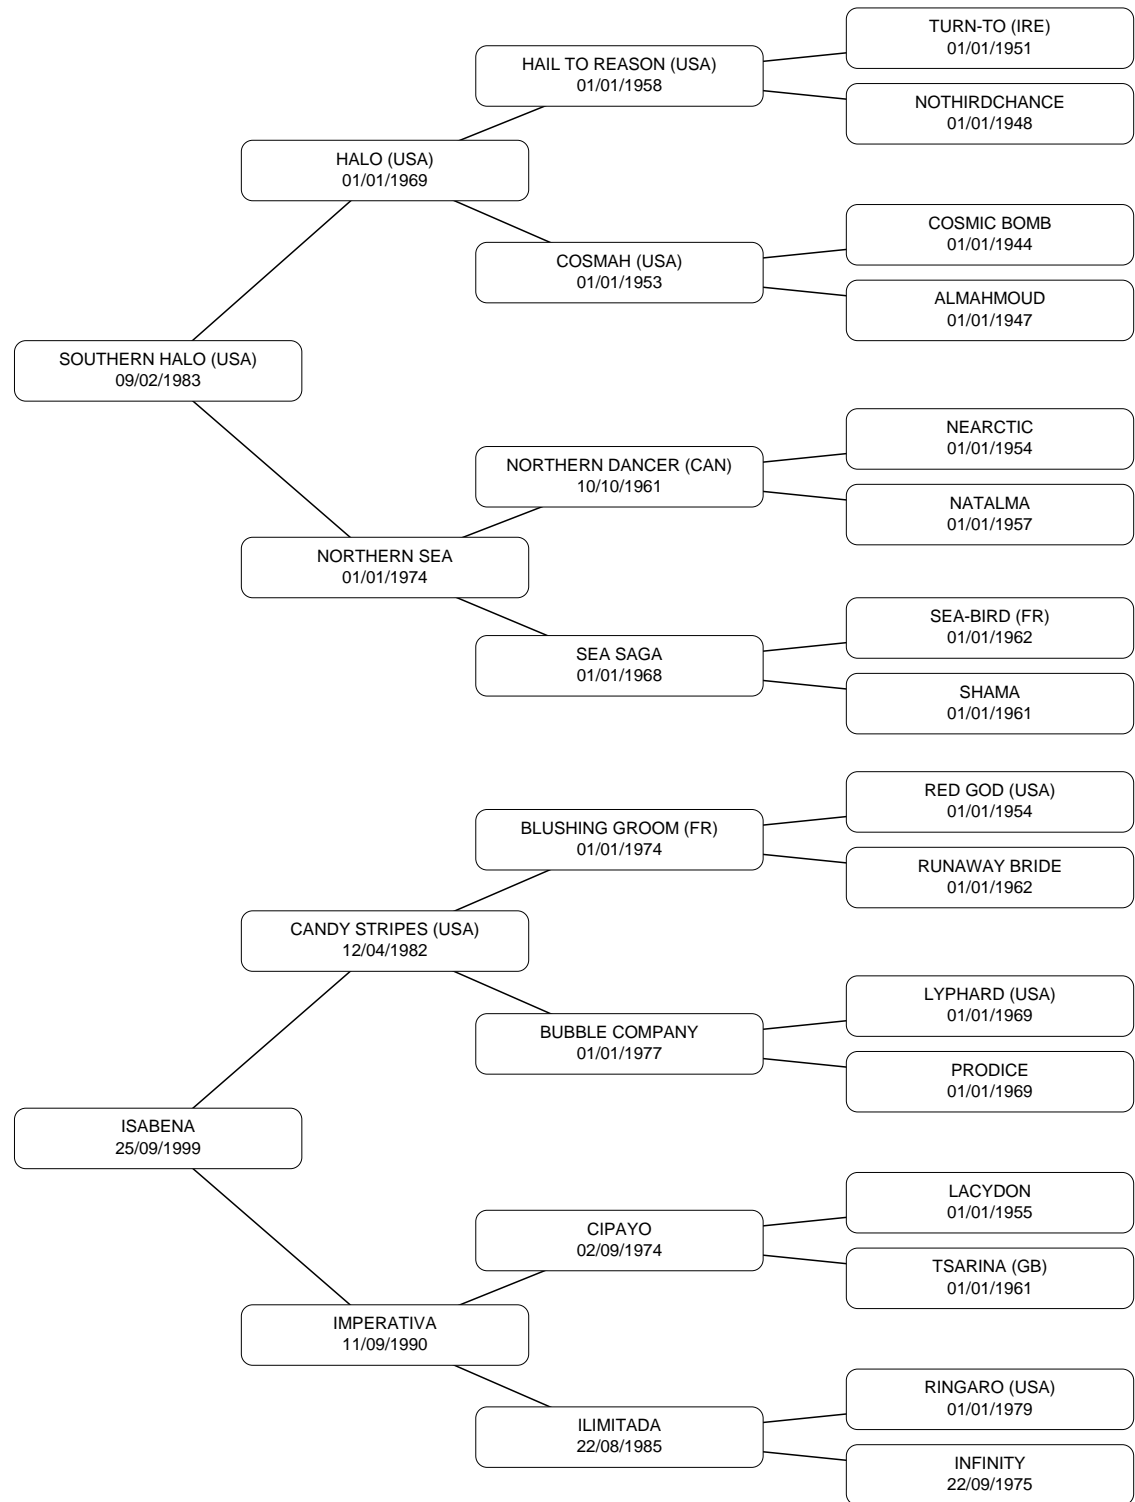 TURN-TO (IRE)
01/01/1951
HAIL TO REASON (USA)
01/01/1958
NOTHIRDCHANCE
01/01/1948
HALO (USA)
01/01/1969
COSMIC BOMB
01/01/1944
COSMAH (USA)
01/01/1953
ALMAHMOUD
01/01/1947
SOUTHERN HALO (USA)
09/02/1983
NEARCTIC
01/01/1954
NORTHERN DANCER (CAN)
10/10/1961
NATALMA
01/01/1957
NORTHERN SEA
01/01/1974
SEA-BIRD (FR)
01/01/1962
SEA SAGA
01/01/1968
SHAMA
01/01/1961
RED GOD (USA)
01/01/1954
BLUSHING GROOM (FR)
01/01/1974
RUNAWAY BRIDE
01/01/1962
CANDY STRIPES (USA)
12/04/1982
LYPHARD (USA)
01/01/1969
BUBBLE COMPANY
01/01/1977
PRODICE
01/01/1969
ISABENA
25/09/1999
LACYDON
01/01/1955
CIPAYO
02/09/1974
TSARINA (GB)
01/01/1961
IMPERATIVA
11/09/1990
RINGARO (USA)
01/01/1979
ILIMITADA
22/08/1985
INFINITY
22/09/1975